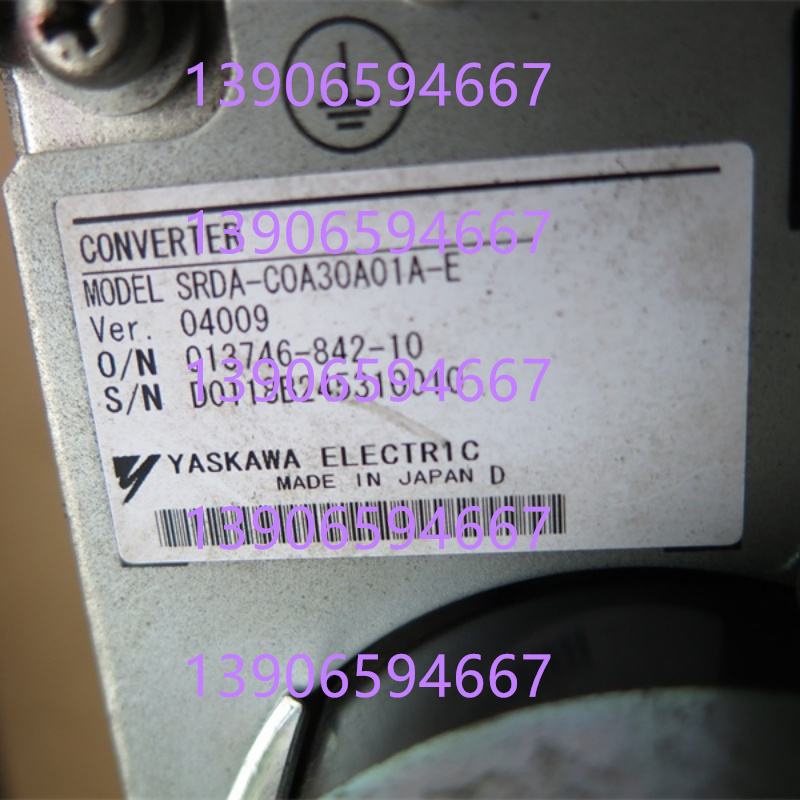 13906594667
CONVERTER
13906594667
MODEL SRDA-COA30A01A-E
Ver. 04009
O/N 013746-842-10
13906594667
S/N
YASKAWA ELECTRIC
MADE IN JAPAN D
13906594667
13906594667